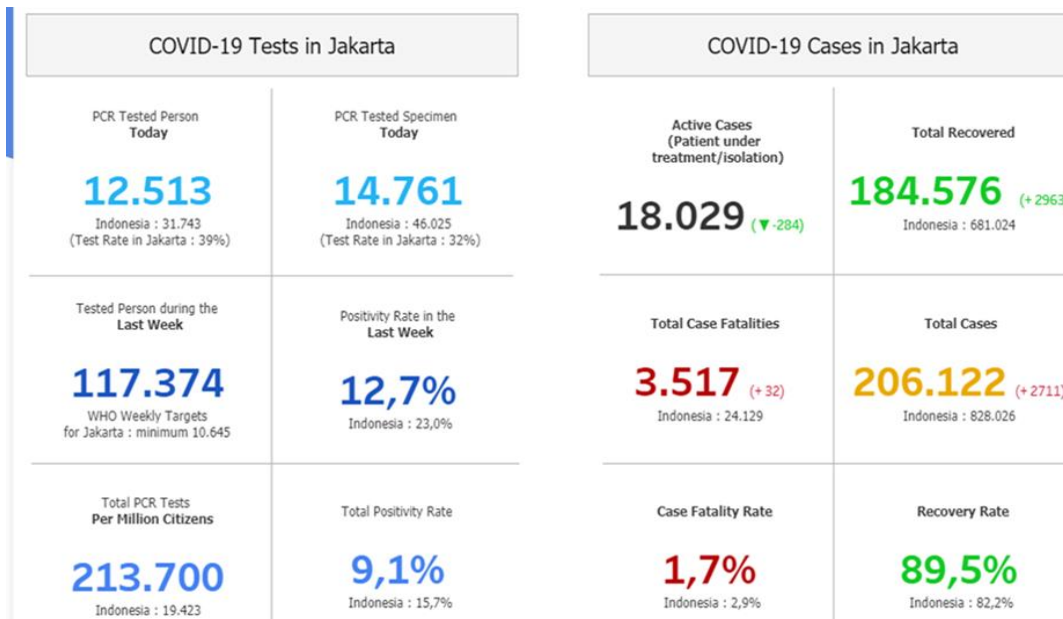 COVID-19 Tests in Jakarta
PCR Tested Person
Today
12.513
Indonesia : 31.743
(Test Rate in Jakarta : 39%)
PCR Tested Specimen
Today
14.761
Indonesia : 46.025
(Test Rate in Jakarta : 32%)
Tested Person during the
Last Week
117.374
WHO Weekly Targets
for Jakarta : minimum 10.645
Positivity Rate in the
Last Week
12,7%
Indonesia : 23,0%
Total PCR Tests
Per Million Citizens
213.700
Indonesia : 19.423
Total Positivity Rate
9,1%
Indonesia : 15,7%
COVID-19 Cases in Jakarta
Active Cases
(Patient under
treatment/isolation)
18.029 (▼-284)
Total Recovered
184.576 (+2963
Indonesia : 681.024
Total Case Fatalities
3.517 (+ 32)
Indonesia : 24.129
Total Cases
206.122 (+ 2711)
Indonesia : 828.026
Case Fatality Rate
1,7%
Indonesia : 2,9%
Recovery Rate
89,5%
Indonesia : 82,2%